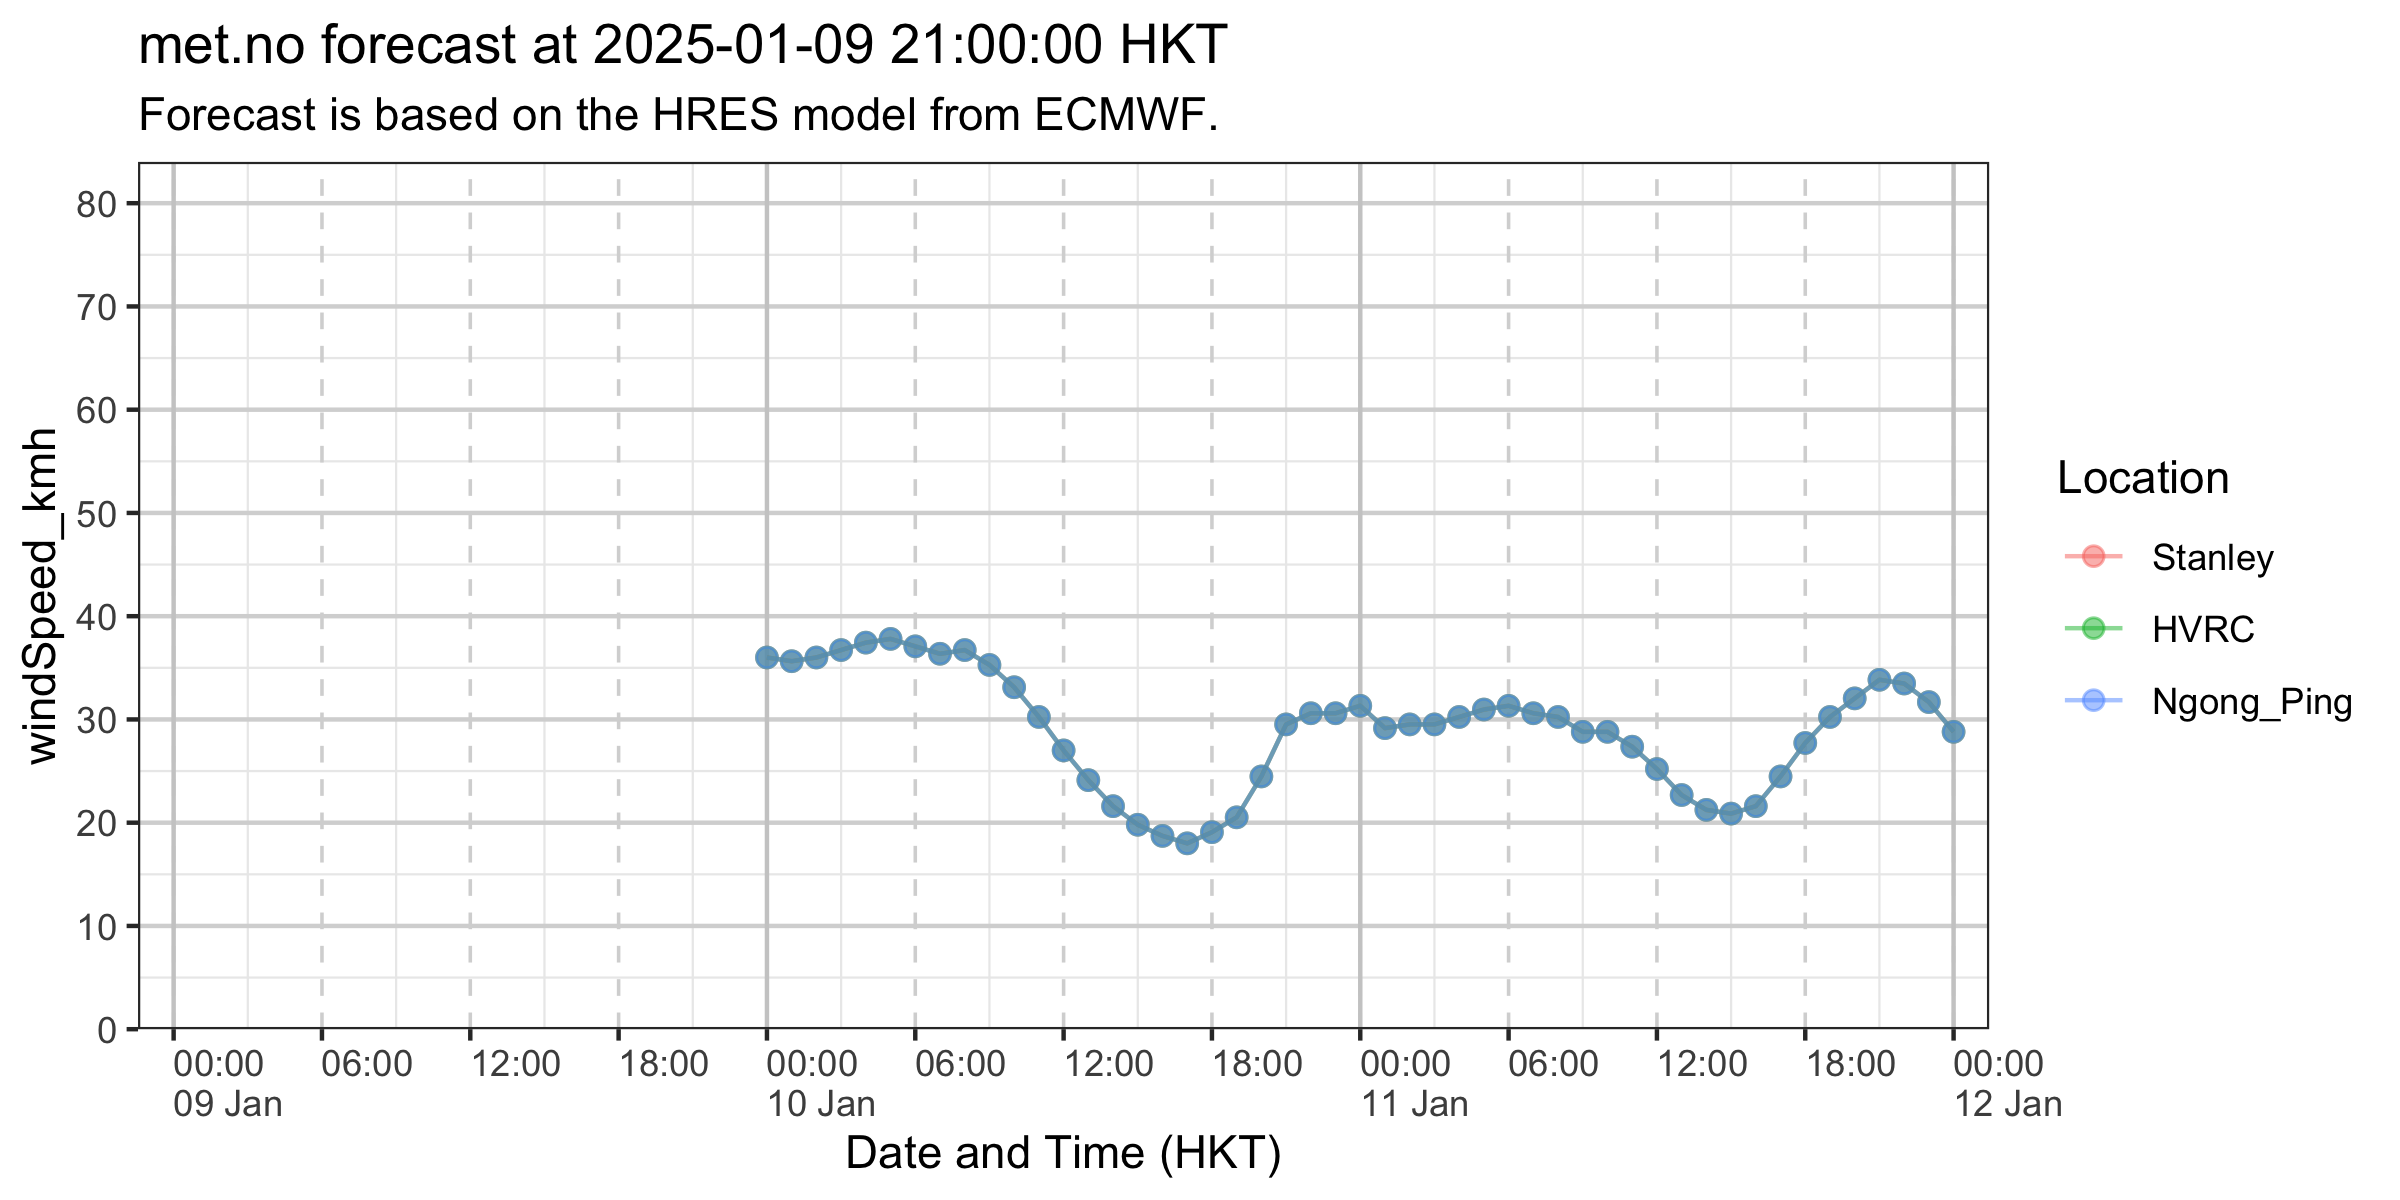 met.no forecast at 2025-01-09 21:00:00 HKT
Forecast is based on the HRES model from ECMWF.
windSpeed_kmh
80
70
60
50
40
30
20
10
0
00:00 06:00 12:00 18:00 00:00 06:00 12:00 18:00 00:00 06:00 12:00 18:00 00:00
09 Jan 10 Jan 11 Jan 12 Jan
Date and Time (HKT)
Location
Stanley
HVRC
Ngong_Ping